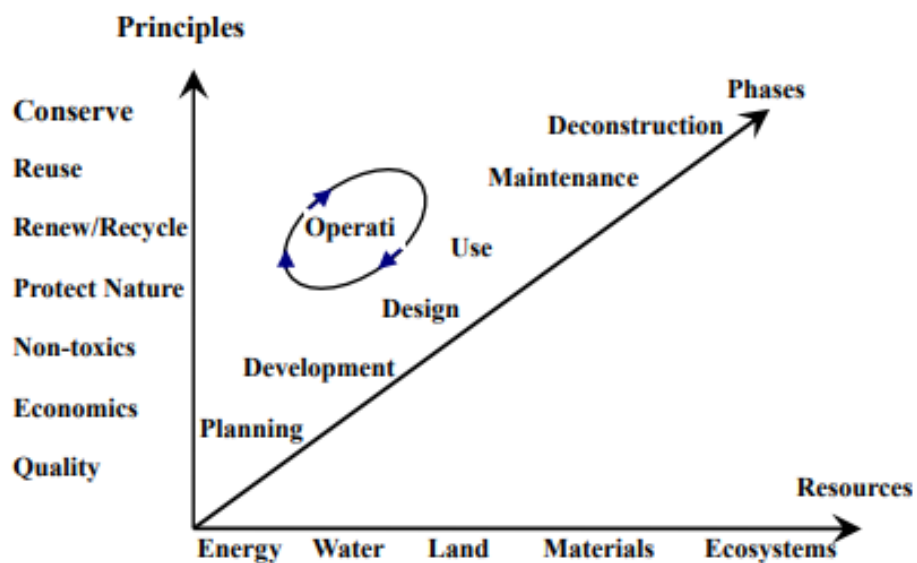 Principles
Conserve
Reuse
Renew/Recycle
Protect Nature
Non-toxics
Economics
Quality
Phases
Deconstruction
Maintenance
Operati
Use
Design
Development
Planning
Resources
Energy Water Land Materials Ecosystems